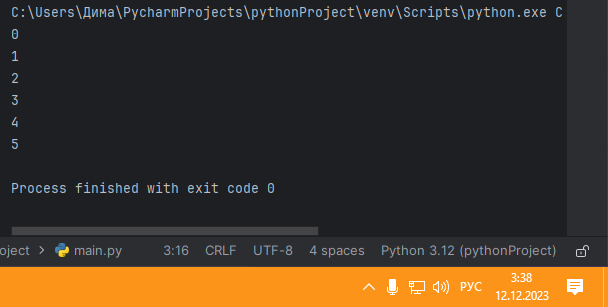 C:\Users\Дима\PycharmProjects\pythonProject\venv\Scripts\python.exe C
0
1
2
3
4
5
Process finished with exit code 0
oject > main.py 3:16 CRLF UTF-8 4 spaces Python 3.12 (pythonProject)
РУС 3:38
12.12.2023